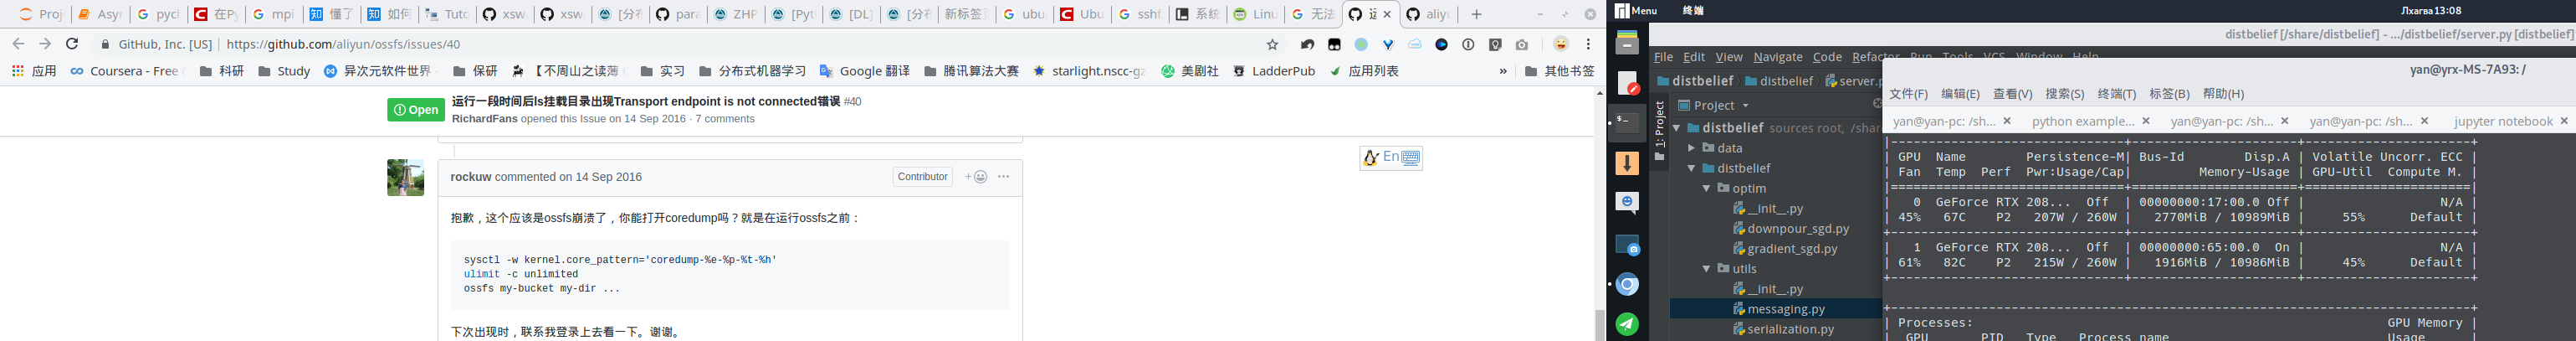 Proj
Asyn
pych
在Py
Goog
mpi
懂了
如何
Tuto
xswa
xswa
[分布
para
ZHP
[Pyt
[DL]
[分布
新标签页
ubun
Ubu
sshf
系统
Linu
无法
aliyu
GitHub, Inc. [US] | https://github.com/aliyun/ossfs/issues/40
应用
Coursera - Free
科研
Study
异次元软件世界
保研
【不周山之读薄
实习
分布式机器学习
Google 翻译
腾讯算法大赛
starlight.nscc-gz
美剧社
LadderPub
应用列表
»
其他书签
Open
运行一段时间后ls挂载目录出现Transport endpoint is not connected错误 #40
RichardFans opened this Issue on 14 Sep 2016 · 7 comments
rockuw commented on 14 Sep 2016
Contributor
抱歉，这个应该是ossfs崩溃了，你能打开coredump吗？就是在运行ossfs之前：
sysctl -w kernel.core_pattern='coredump-%e-%p-%t-%h'
ulimit -c unlimited
ossfs my-bucket my-dir ...
下次出现时，联系我登录上去看一下。谢谢。
En
Menu
终端
Лхагва 13:08
distbelief [/share/distbelief] - .../distbelief/server.py [distbelief]
File Edit View Navigate Code Refactor Run Tools VCS Window Help
distbelief
distbelief
server.p
1: Project
Project
distbelief sources root, /shar
data
distbelief
optim
__init__.py
downpour_sgd.py
gradient_sgd.py
utils
__init__.py
messaging.py
serialization.py
yan@yrx-MS-7A93: /
文件(F) 编辑(E) 查看(V) 搜索(S) 终端(T) 标签(B) 帮助(H)
yan@yan-pc: /sh... ×
python example... ×
yan@yan-pc: /sh... ×
yan@yan-pc: /sh... ×
jupyter notebook ×
|-------------------------------+----------------------+----------------------+
| GPU  Name        Persistence-M| Bus-Id        Disp.A | Volatile Uncorr. ECC |
| Fan  Temp  Perf  Pwr:Usage/Cap|         Memory-Usage | GPU-Util  Compute M. |
|===============================+======================+======================|
|   0  GeForce RTX 208...  Off  | 00000000:17:00.0 Off |                  N/A |
| 45%   67C    P2   207W / 260W |   2770MiB / 10989MiB |     55%      Default |
+-------------------------------+----------------------+----------------------+
|   1  GeForce RTX 208...  Off  | 00000000:65:00.0  On |                  N/A |
| 61%   82C    P2   215W / 260W |   1916MiB / 10986MiB |     45%      Default |
+-------------------------------+----------------------+----------------------+
+-----------------------------------------------------------------------------+
| Processes:                                                       GPU Memory |
|  GPU       PID   Type   Process name                             Usage      |